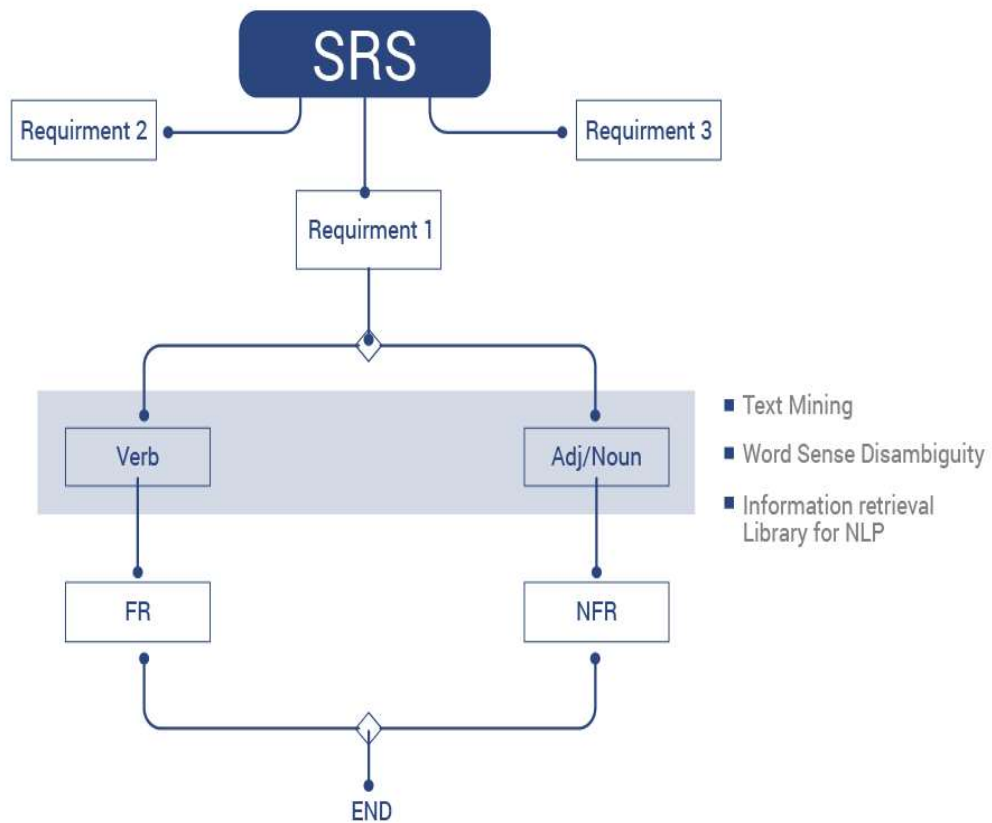 SRS
Requirment 2
Requirment 3
Requirment 1
Verb
Adj/Noun
Text Mining
Word Sense Disambiguity
Information retrieval
Library for NLP
FR
NFR
END